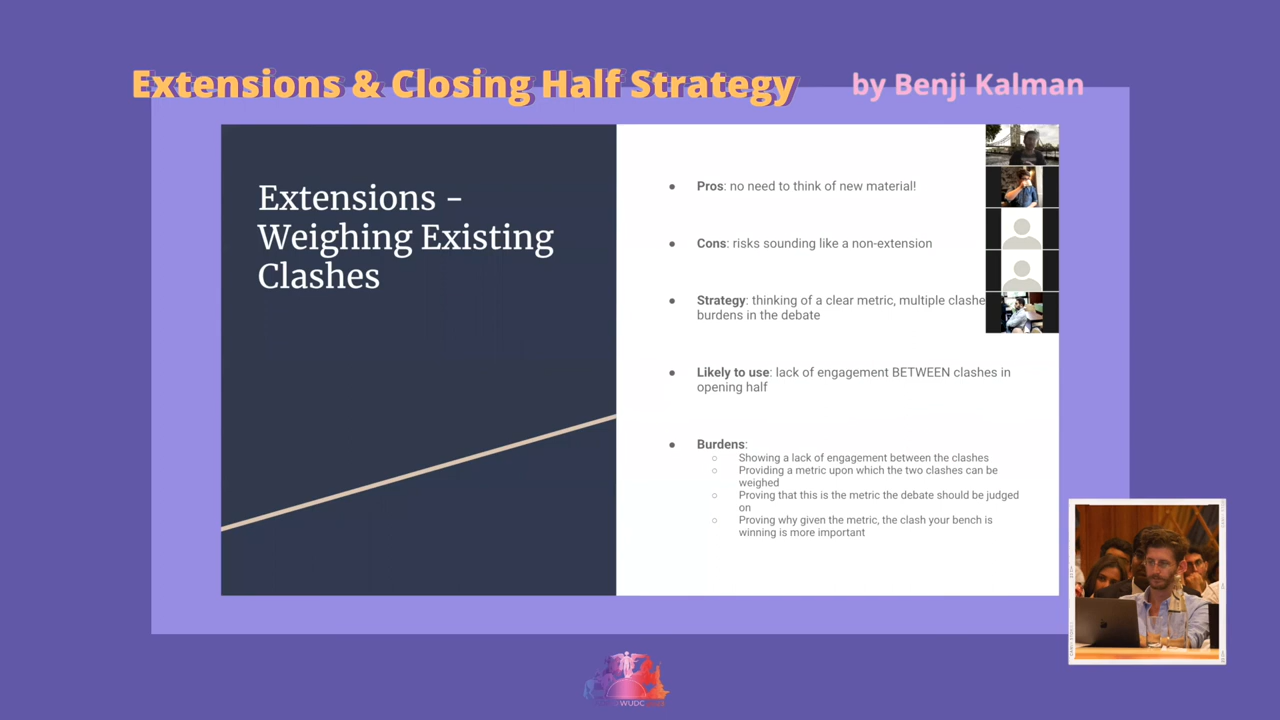 Extensions & Closing Half Strategy
by Benji Kalman
Extensions -
Weighing Existing
Clashes
Pros: no need to think of new material!
Cons: risks sounding like a non-extension
Strategy: thinking of a clear metric, multiple clashe
burdens in the debate
Likely to use: lack of engagement BETWEEN clashes in
opening half
Burdens:
Showing a lack of engagement between the clashes
Providing a metric upon which the two clashes can be
weighed
Proving that this is the metric the debate should be judged
on
Proving why given the metric, the clash your bench is
winning is more important
WUDC